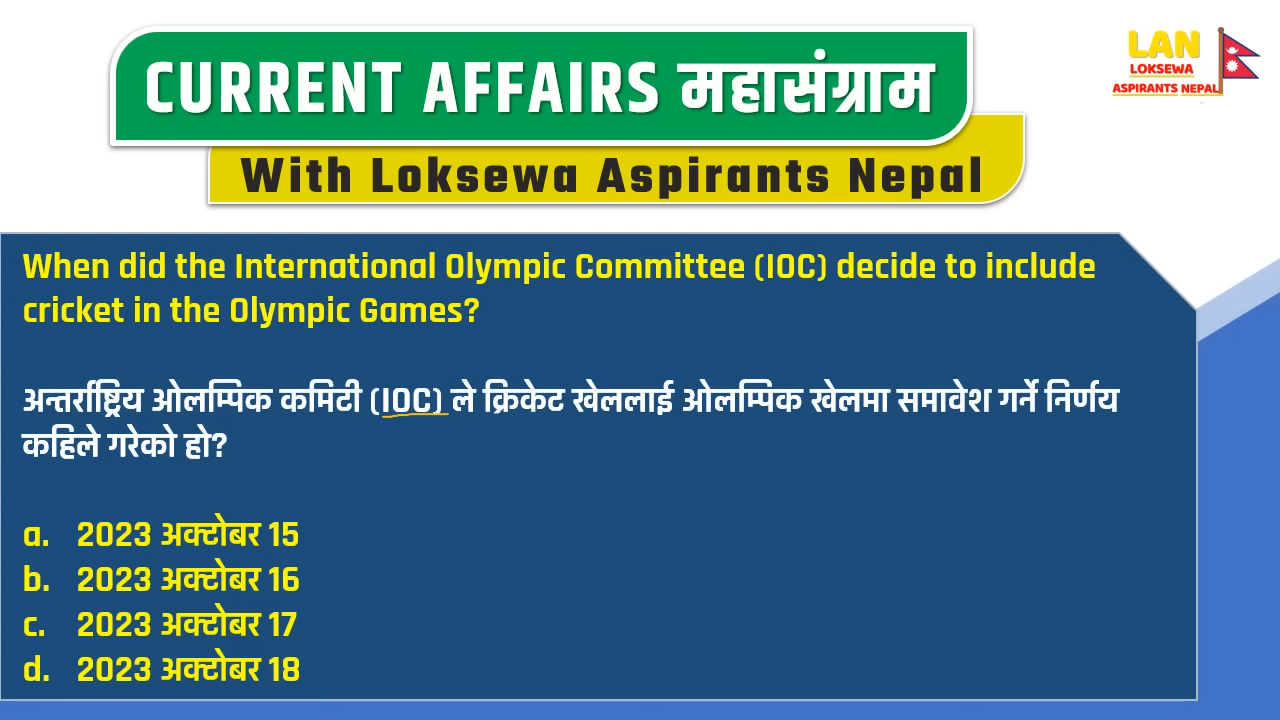 CURRENT AFFAIRS महासंग्राम
With Loksewa Aspirants Nepal
LAN
LOKSEWA
ASPIRANTS NEPAL
When did the International Olympic Committee (IOC) decide to include
cricket in the Olympic Games?
अन्तर्राष्ट्रिय ओलम्पिक कमिटी (IOC) ले क्रिकेट खेललाई ओलम्पिक खेलमा समावेश गर्ने निर्णय
कहिले गरेको हो?
a. 2023 अक्टोबर 15
b. 2023 अक्टोबर 16
c. 2023 अक्टोबर 17
d. 2023 अक्टोबर 18